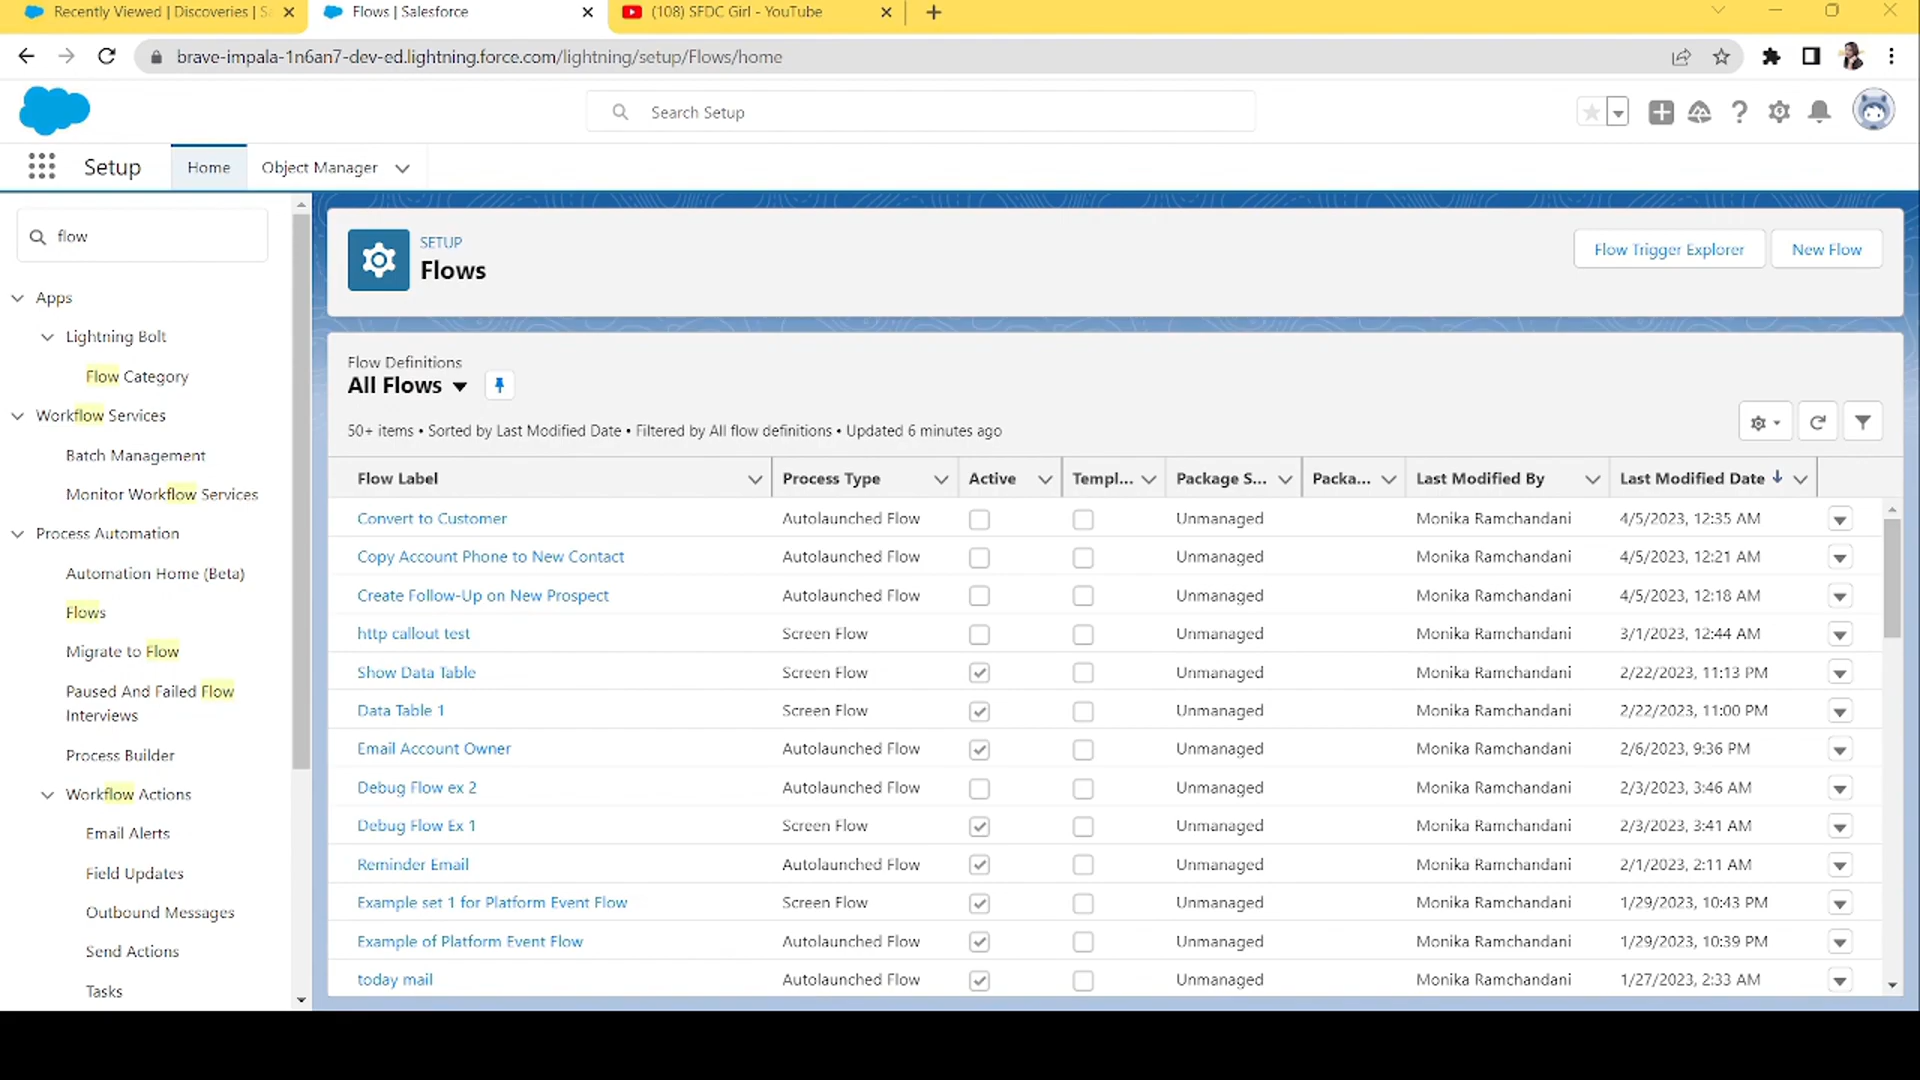 Recently Viewed | Discoveries | S
Flows | Salesforce
(108) SFDC Girl - YouTube
brave-impala-1n6an7-dev-ed.lightning.force.com/lightning/setup/Flows/home
Search Setup
Setup
Home
Object Manager
flow
Apps
Lightning Bolt
Flow Category
Workflow Services
Batch Management
Monitor Workflow Services
Process Automation
Automation Home (Beta)
Flows
Migrate to Flow
Paused And Failed Flow
Interviews
Process Builder
Workflow Actions
Email Alerts
Field Updates
Outbound Messages
Send Actions
Tasks
SETUP
Flows
Flow Trigger Explorer
New Flow
Flow Definitions
All Flows
50+ items • Sorted by Last Modified Date • Filtered by All flow definitions • Updated 6 minutes ago
Flow Label Process Type Active Templ... Package S... Packa... Last Modified By Last Modified Date
Convert to Customer Autolaunched Flow Unmanaged Monika Ramchandani 4/5/2023, 12:35 AM
Copy Account Phone to New Contact Autolaunched Flow Unmanaged Monika Ramchandani 4/5/2023, 12:21 AM
Create Follow-Up on New Prospect Autolaunched Flow Unmanaged Monika Ramchandani 4/5/2023, 12:18 AM
http callout test Screen Flow Unmanaged Monika Ramchandani 3/1/2023, 12:44 AM
Show Data Table Screen Flow Unmanaged Monika Ramchandani 2/22/2023, 11:13 PM
Data Table 1 Screen Flow Unmanaged Monika Ramchandani 2/22/2023, 11:00 PM
Email Account Owner Autolaunched Flow Unmanaged Monika Ramchandani 2/6/2023, 9:36 PM
Debug Flow ex 2 Autolaunched Flow Unmanaged Monika Ramchandani 2/3/2023, 3:46 AM
Debug Flow Ex 1 Screen Flow Unmanaged Monika Ramchandani 2/3/2023, 3:41 AM
Reminder Email Autolaunched Flow Unmanaged Monika Ramchandani 2/1/2023, 2:11 AM
Example set 1 for Platform Event Flow Screen Flow Unmanaged Monika Ramchandani 1/29/2023, 10:43 PM
Example of Platform Event Flow Autolaunched Flow Unmanaged Monika Ramchandani 1/29/2023, 10:39 PM
today mail Autolaunched Flow Unmanaged Monika Ramchandani 1/27/2023, 2:33 AM